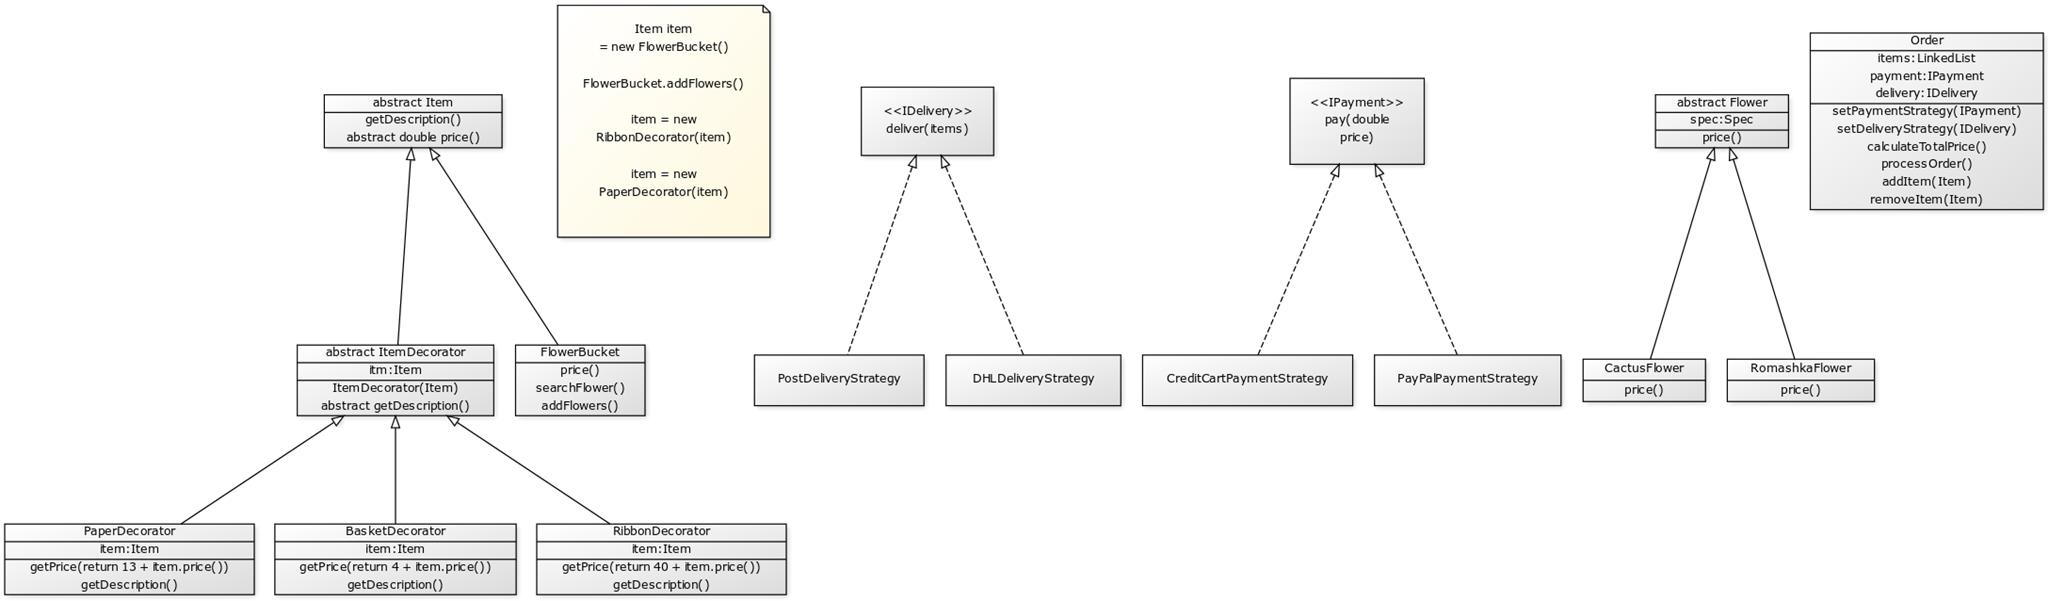 Item item
= new FlowerBucket()
FlowerBucket.addFlowers()
item = new
RibbonDecorator(item)
item = new
PaperDecorator(item)
abstract Item
getDescription()
abstract double price()
abstract ItemDecorator
itm:Item
ItemDecorator(Item)
abstract getDescription()
FlowerBucket
price()
searchFlower()
addFlowers()
PaperDecorator
item:Item
getPrice(return 13 + item.price())
getDescription()
BasketDecorator
item:Item
getPrice(return 4 + item.price())
getDescription()
RibbonDecorator
item:Item
getPrice(return 40 + item.price())
getDescription()
<<IDelivery>>
deliver(items)
PostDeliveryStrategy
DHLDeliveryStrategy
<<IPayment>>
pay(double
price)
CreditCartPaymentStrategy
PayPalPaymentStrategy
abstract Flower
spec:Spec
price()
CactusFlower
price()
RomashkaFlower
price()
Order
items:LinkedList
payment:IPayment
delivery:IDelivery
setPaymentStrategy(IPayment)
setDeliveryStrategy(IDelivery)
calculateTotalPrice()
processOrder()
addItem(Item)
removeItem(Item)